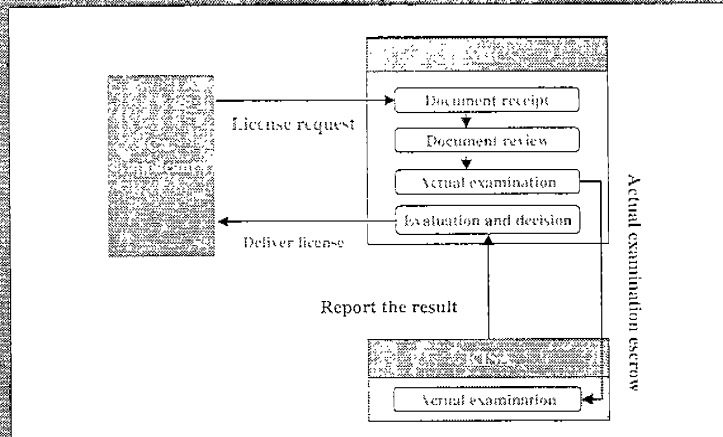 Document receipt
License request
Document review
Actual examination
Evaluation and decision
Deliver license
Report the result
Actual examination escrow
KISA
Actual examination